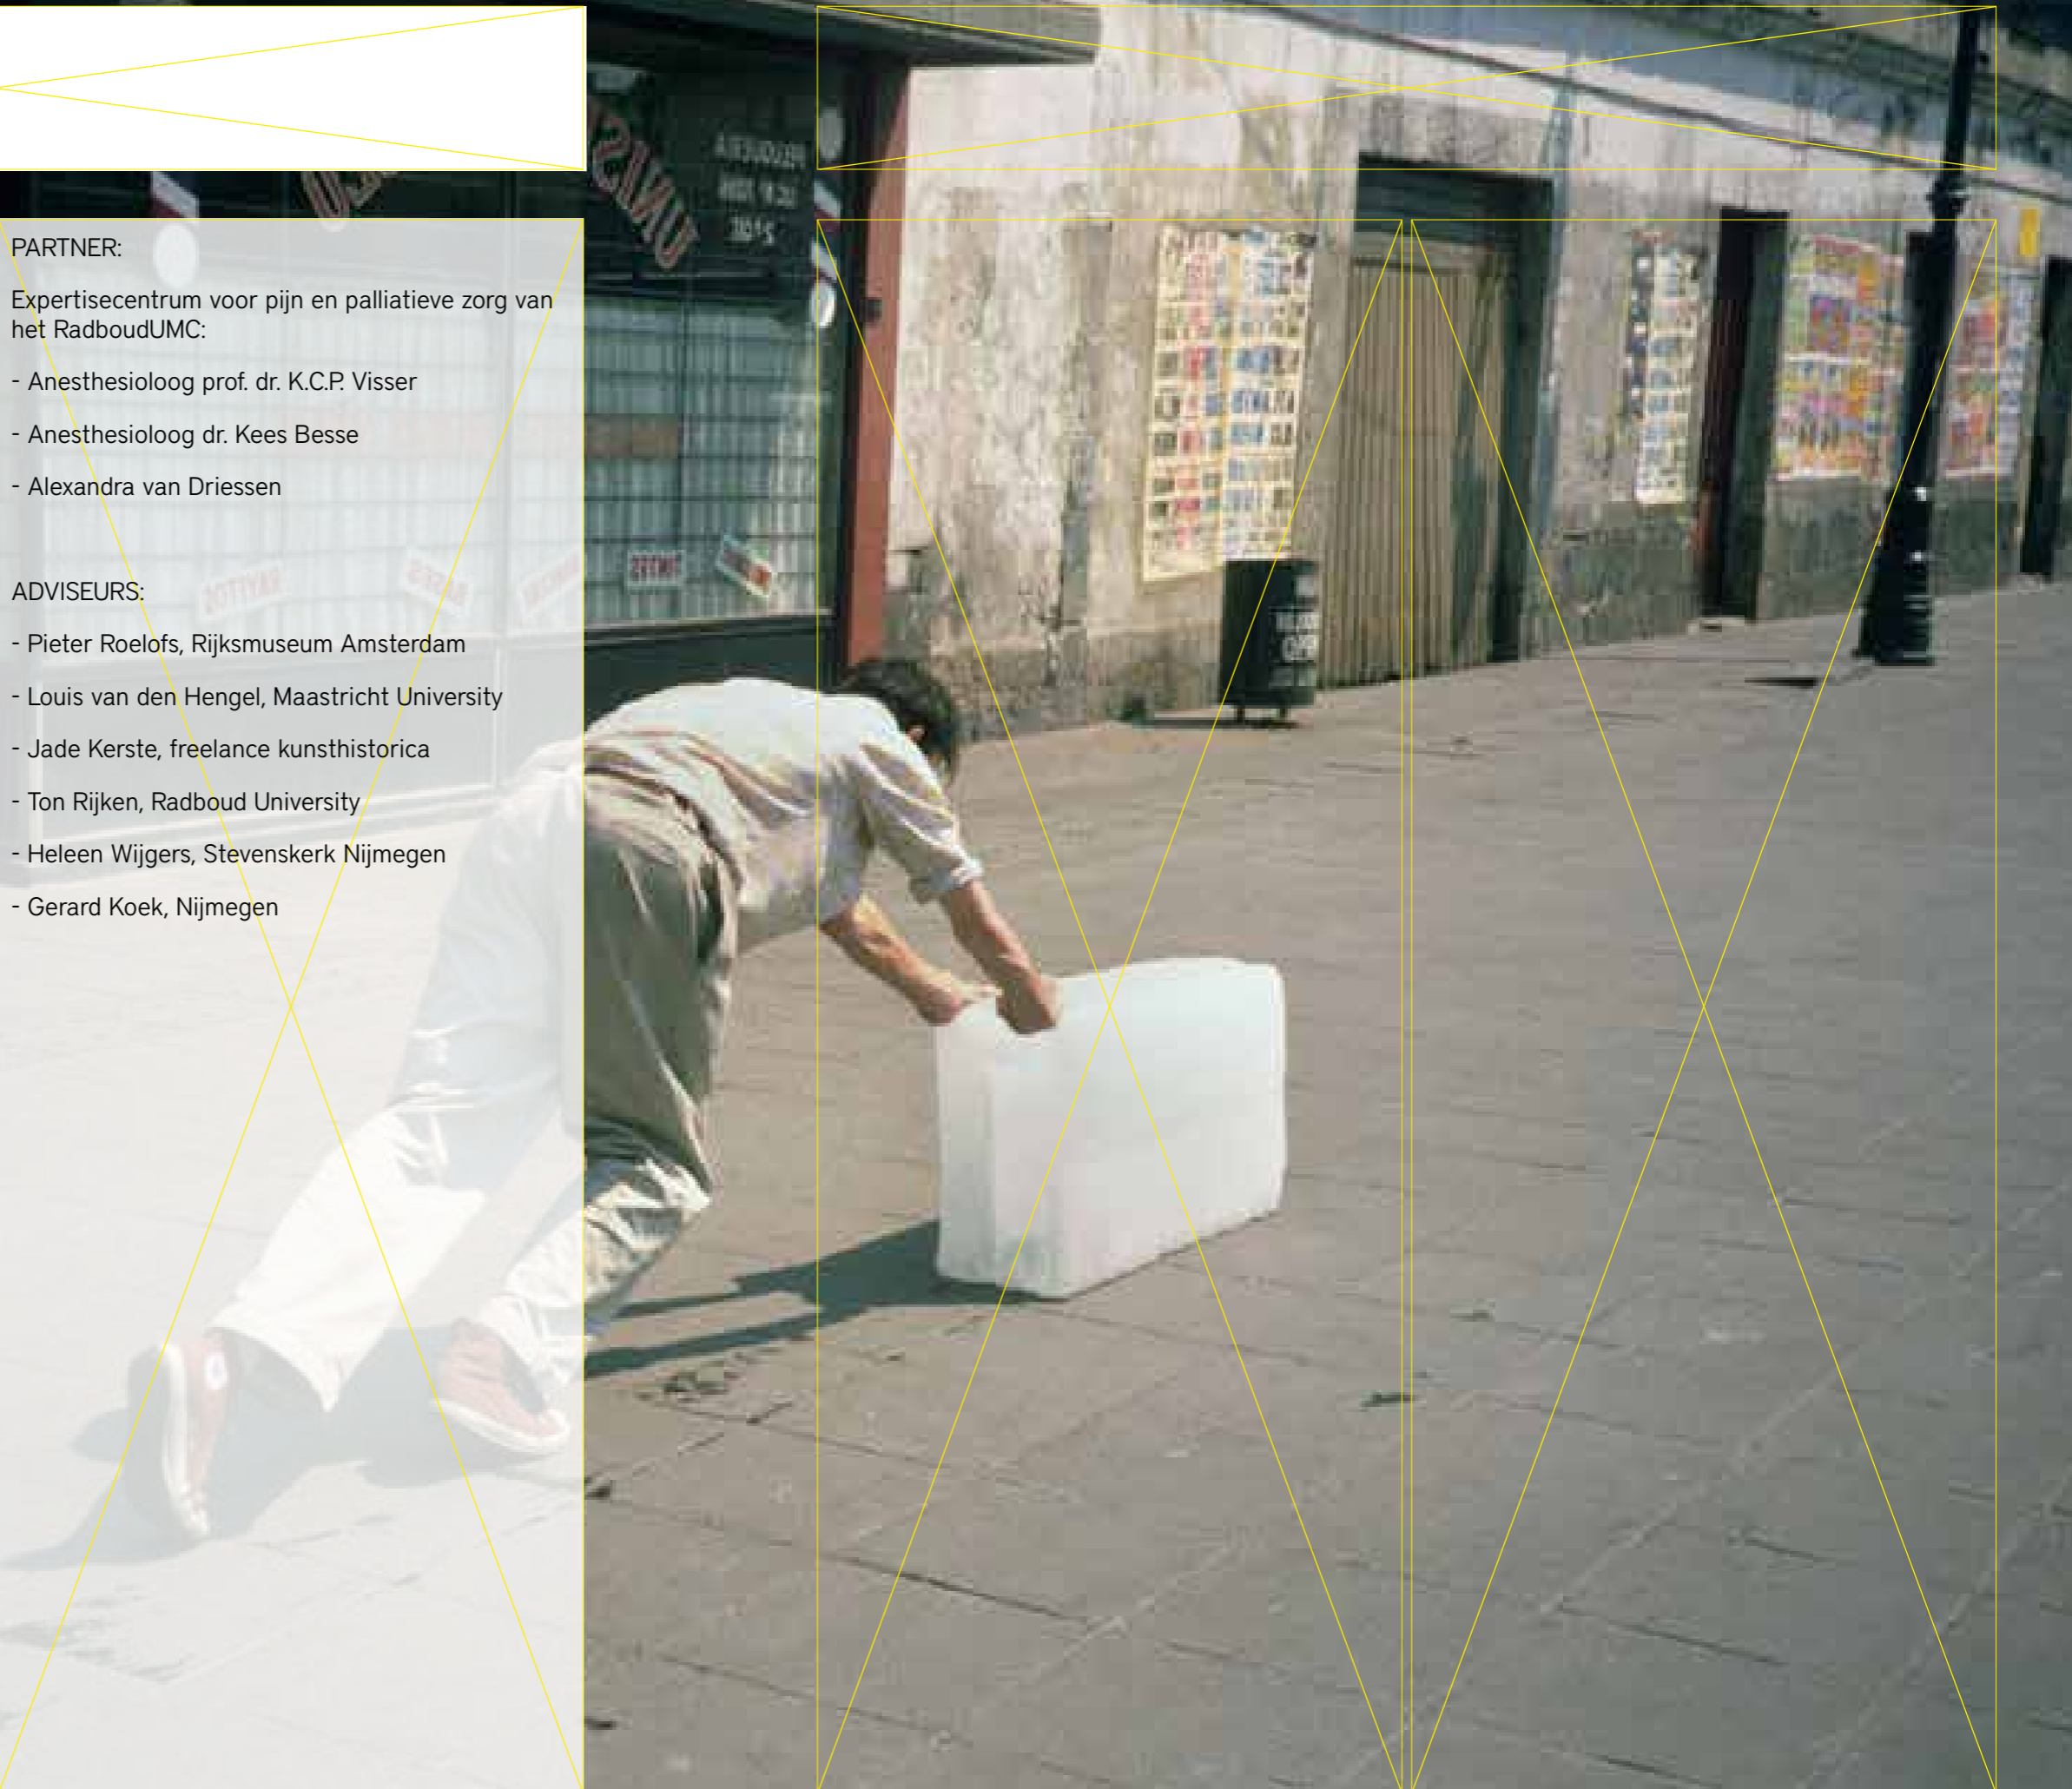 PARTNER:
Expertisecentrum voor pijn en palliatieve zorg van
het RadboudUMC:
- Anesthesioloog prof. dr. K.C.P. Visser
- Anesthesioloog dr. Kees Besse
- Alexandra van Driessen
ADVISEURS:
- Pieter Roelofs, Rijksmuseum Amsterdam
- Louis van den Hengel, Maastricht University
- Jade Kerste, freelance kunsthistorica
- Ton Rijken, Radboud University
- Heleen Wijgers, Stevenskerk Nijmegen
- Gerard Koek, Nijmegen